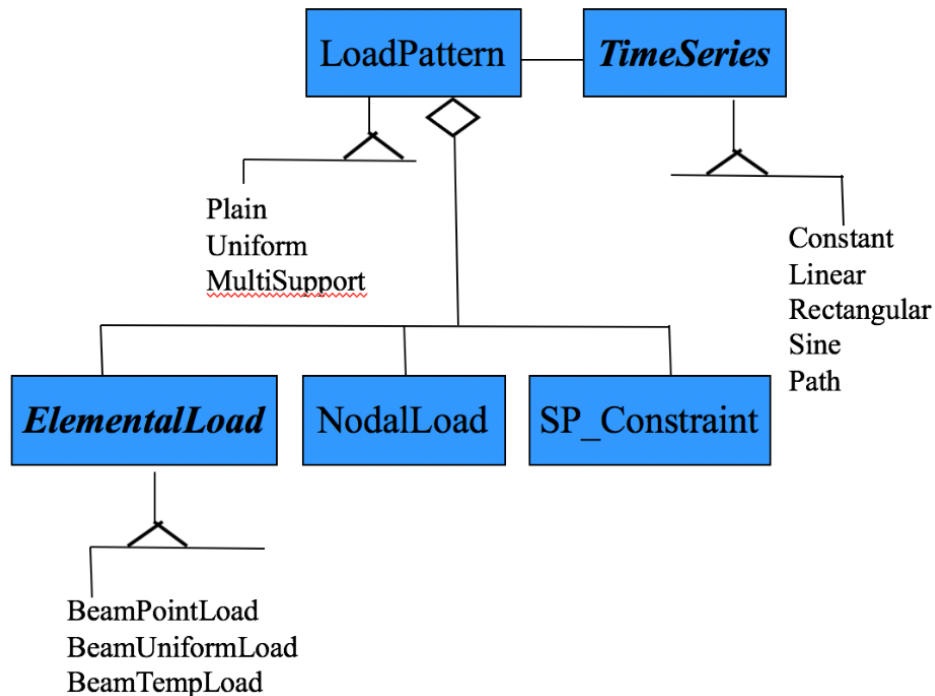 LoadPattern
TimeSeries
Plain
Uniform
MultiSupport
Constant
Linear
Rectangular
Sine
Path
ElementalLoad
NodalLoad
SP_Constraint
BeamPointLoad
BeamUniformLoad
BeamTempLoad